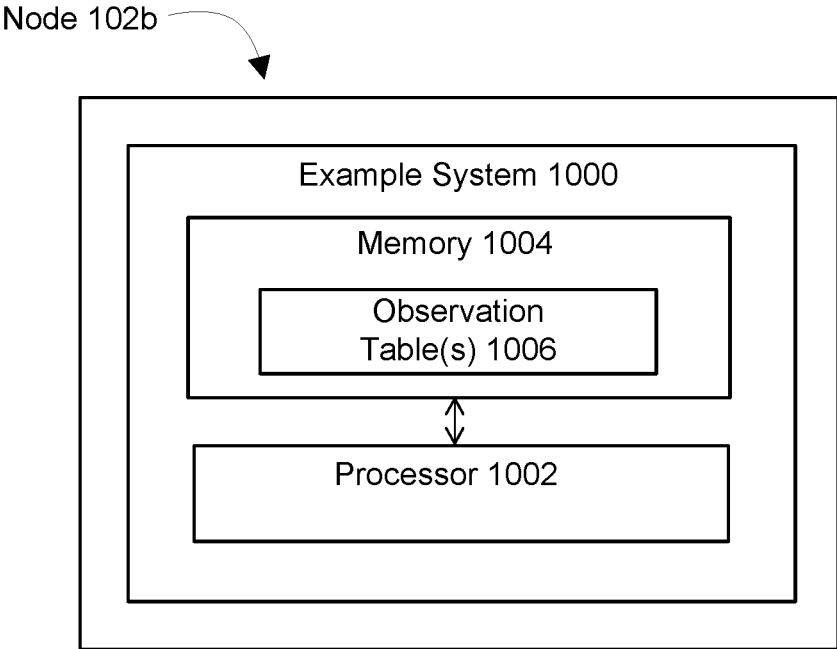 Node 102b
Example System 1000
Memory 1004
Observation
Table(s) 1006
Processor 1002